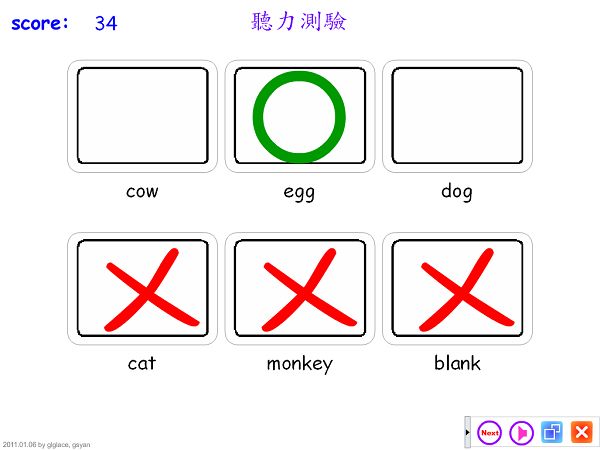 score: 34
聽力測驗
cow egg dog
cat monkey blank
Next
2011.01.06 by glglace, gsyan